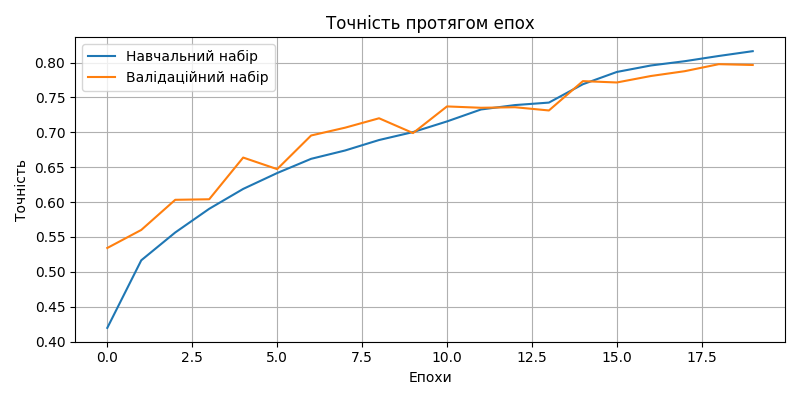 Точність протягом епох
Навчальний набір
Валідаційний набір
Точність
0.80
0.75
0.70
0.65
0.60
0.55
0.50
0.45
0.40
0.0 2.5 5.0 7.5 10.0 12.5 15.0 17.5
Епохи